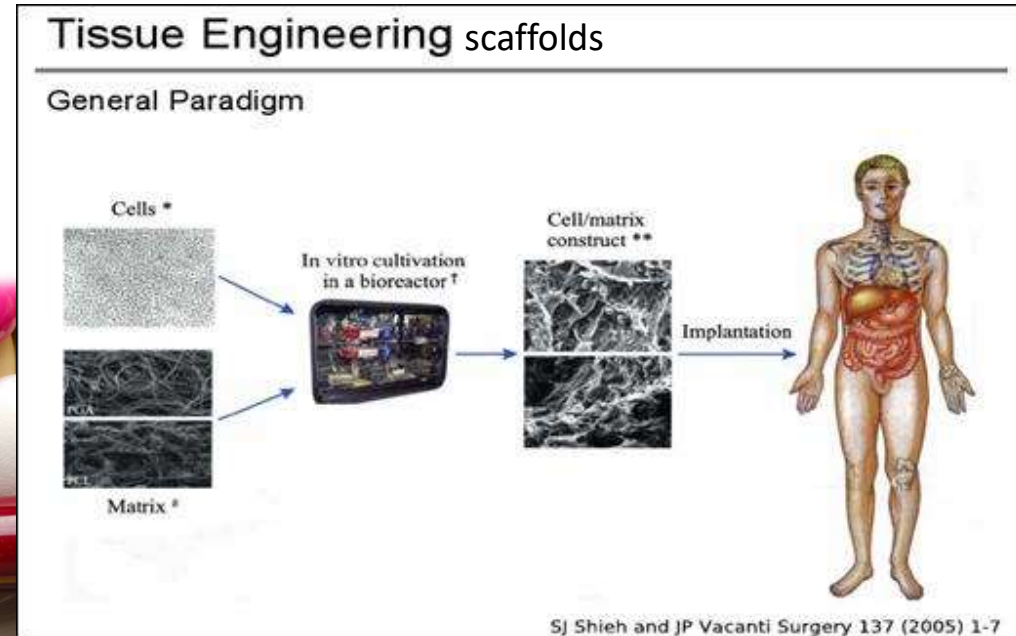 Tissue Engineering scaffolds
General Paradigm
Cells *
In vitro cultivation
in a bioreactor †
Cell/matrix
construct **
Implantation
PGA
PCL
Matrix #
SJ Shieh and JP Vacanti Surgery 137 (2005) 1-7